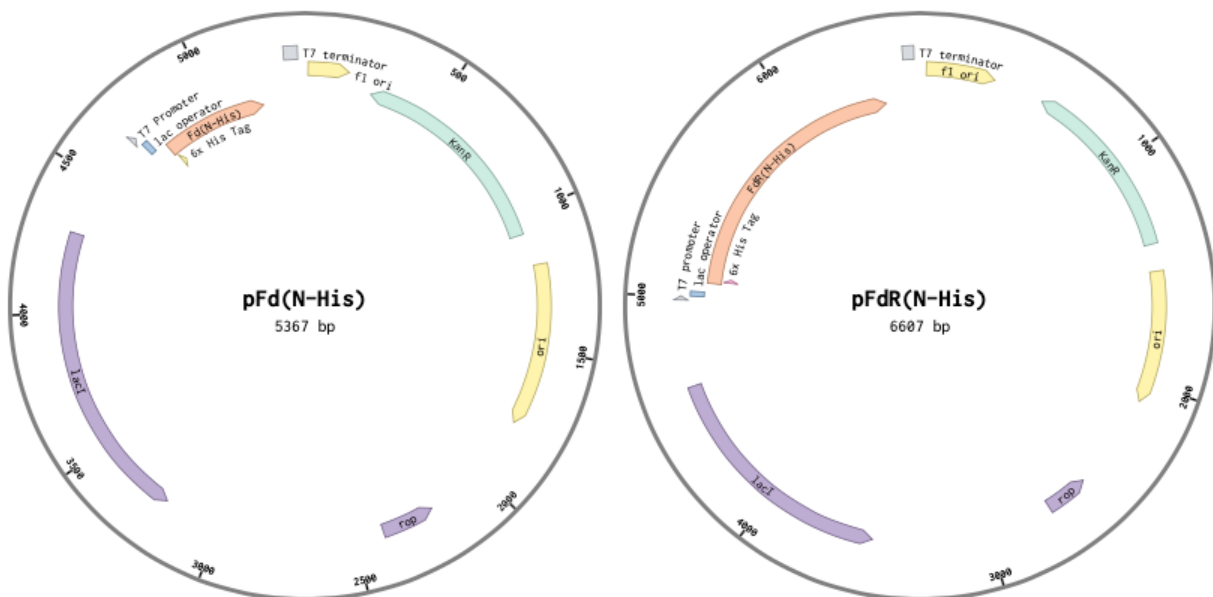 5000
T7 terminator
f1 ori
500
T7 Promoter
lac operator
Fd(N-His)
6x His Tag
KanR
4500
1000
pFd(N-His)
5367 bp
4000
ori
1500
lacI
3500
rop
2000
3000
2500
6000
T7 terminator
f1 ori
1000
KanR
FdR(N-His)
T7 promoter
lac operator
6x His Tag
5000
pFdR(N-His)
6607 bp
ori
2000
lacI
rop
4000
3000